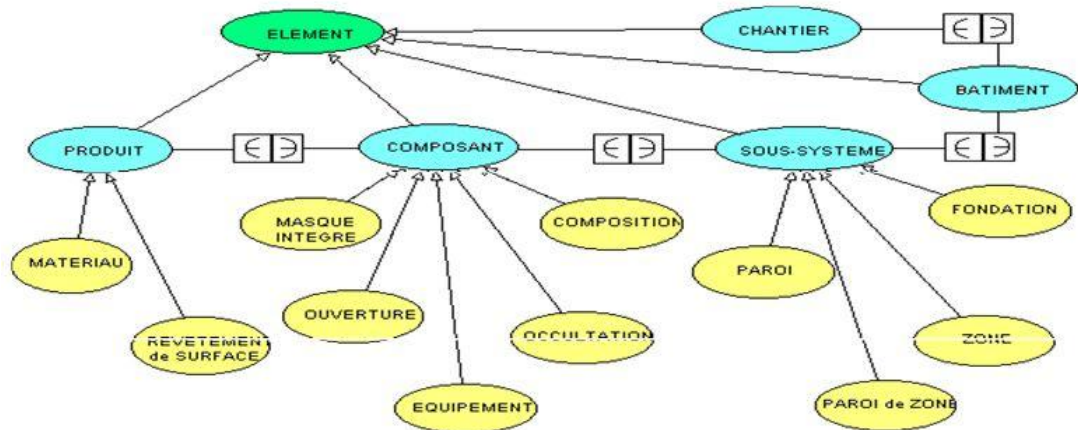 ELEMENT
CHANTIER
BATIMENT
PRODUIT
COMPOSANT
SOUS-SYSTEME
MASQUE
INTEGRE
COMPOSITION
FONDATION
MATERIAU
PAROI
OUVERTURE
REVETEMENT
de SURFACE
OCCULTATION
ZONE
EQUIPEMENT
PAROI de ZONE